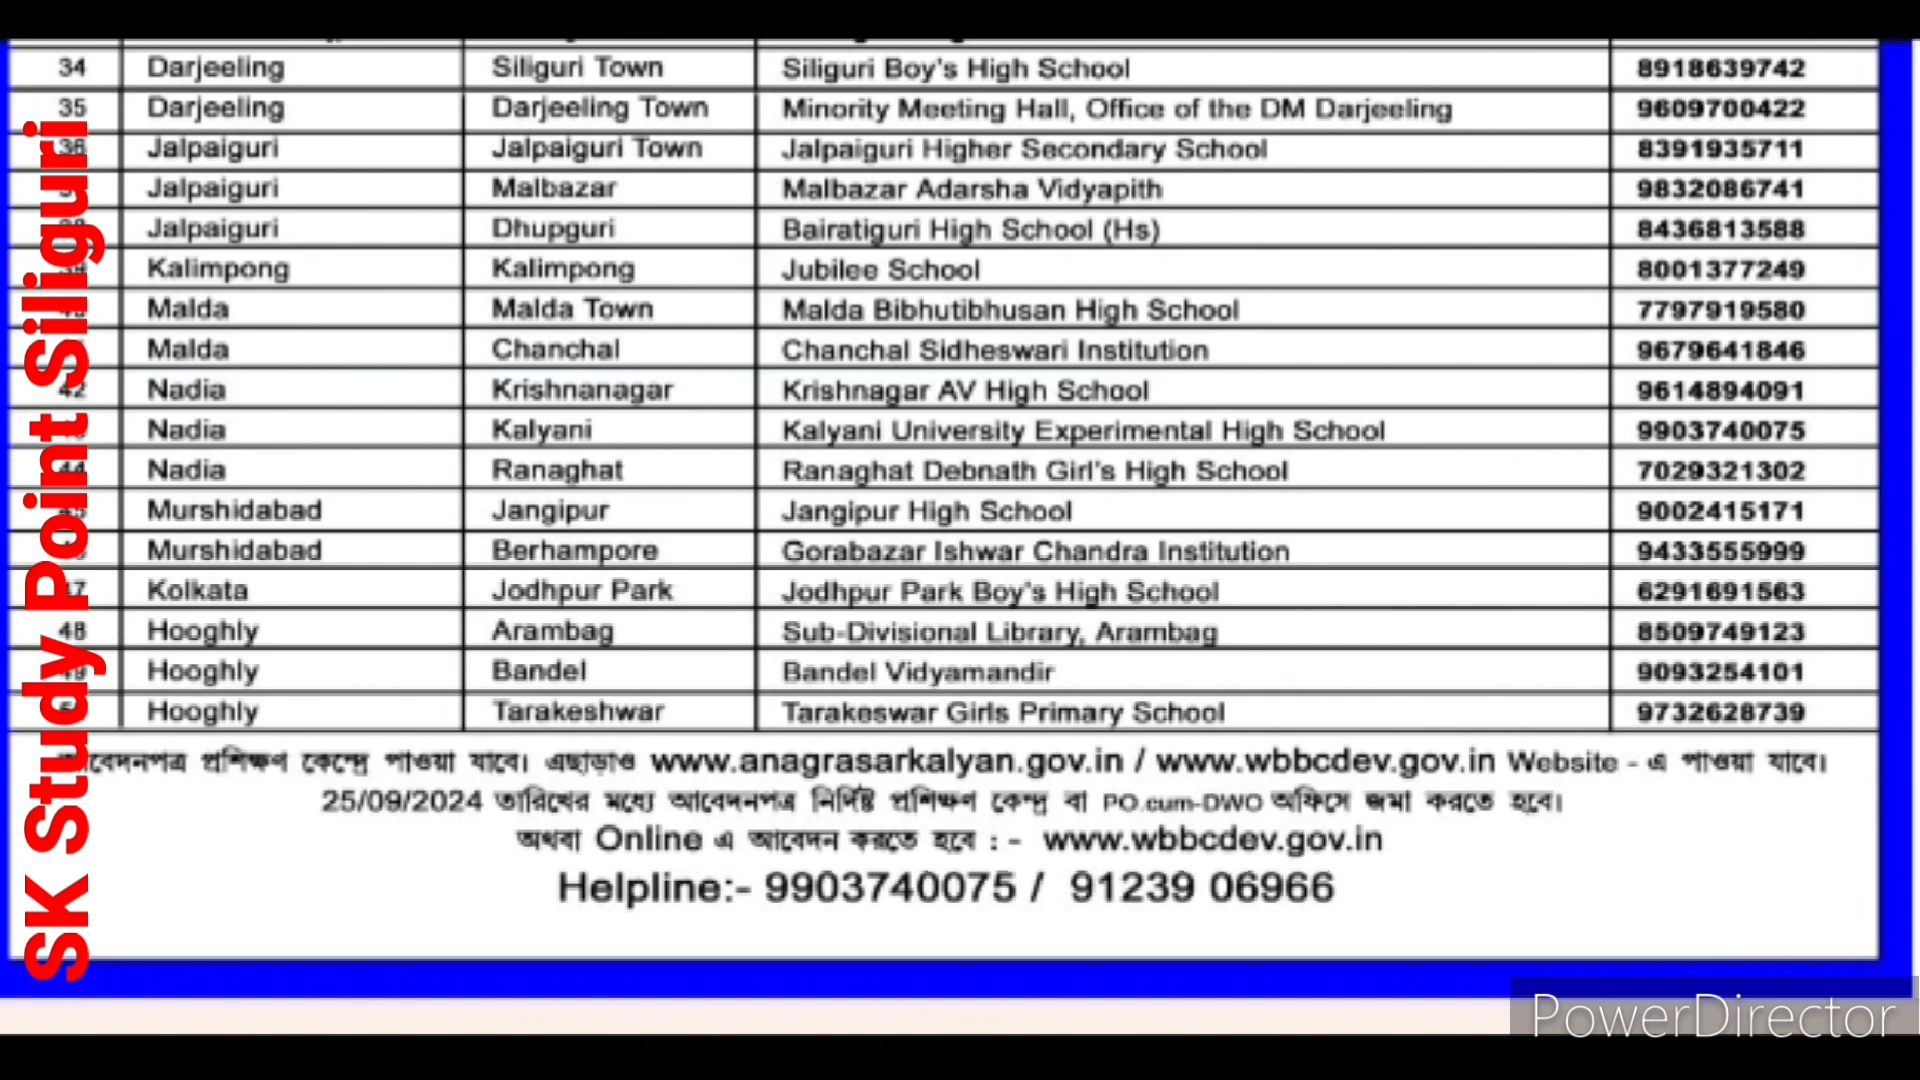 34 Darjeeling Siliguri Town Siliguri Boy's High School 8918639742
35 Darjeeling Darjeeling Town Minority Meeting Hall, Office of the DM Darjeeling 9609700422
36 Jalpaiguri Jalpaiguri Town Jalpaiguri Higher Secondary School 8391935711
Jalpaiguri Malbazar Malbazar Adarsha Vidyapith 9832086741
Jalpaiguri Dhupguri Bairatiguri High School (Hs) 8436813588
Kalimpong Kalimpong Jubilee School 8001377249
Malda Malda Town Malda Bibhutibhusan High School 7797919580
Malda Chanchal Chanchal Sidheswari Institution 9679641846
42 Nadia Krishnanagar Krishnagar AV High School 9614894091
Nadia Kalyani Kalyani University Experimental High School 9903740075
44 Nadia Ranaghat Ranaghat Debnath Girl's High School 7029321302
45 Murshidabad Jangipur Jangipur High School 9002415171
Murshidabad Berhampore Gorabazar Ishwar Chandra Institution 9433555999
47 Kolkata Jodhpur Park Jodhpur Park Boy's High School 6291691563
48 Hooghly Arambag Sub-Divisional Library, Arambag 8509749123
49 Hooghly Bandel Bandel Vidyamandir 9093254101
Hooghly Tarakeshwar Tarakeswar Girls Primary School 9732628739
আবেদনপত্র প্রশিক্ষণ কেন্দ্রে পাওয়া যাবে। এছাড়াও www.anagrasarkalyan.gov.in / www.wbbcdev.gov.in Website - এ পাওয়া যাবে।
25/09/2024 তারিখের মধ্যে আবেদনপত্র নির্দিষ্ট প্রশিক্ষণ কেন্দ্র বা PO.cum-DWO অফিসে জমা করতে হবে।
অথবা Online এ আবেদন করতে হবে : - www.wbbcdev.gov.in
Helpline:- 9903740075 / 91239 06966
SK Study Point Siliguri
PowerDirector